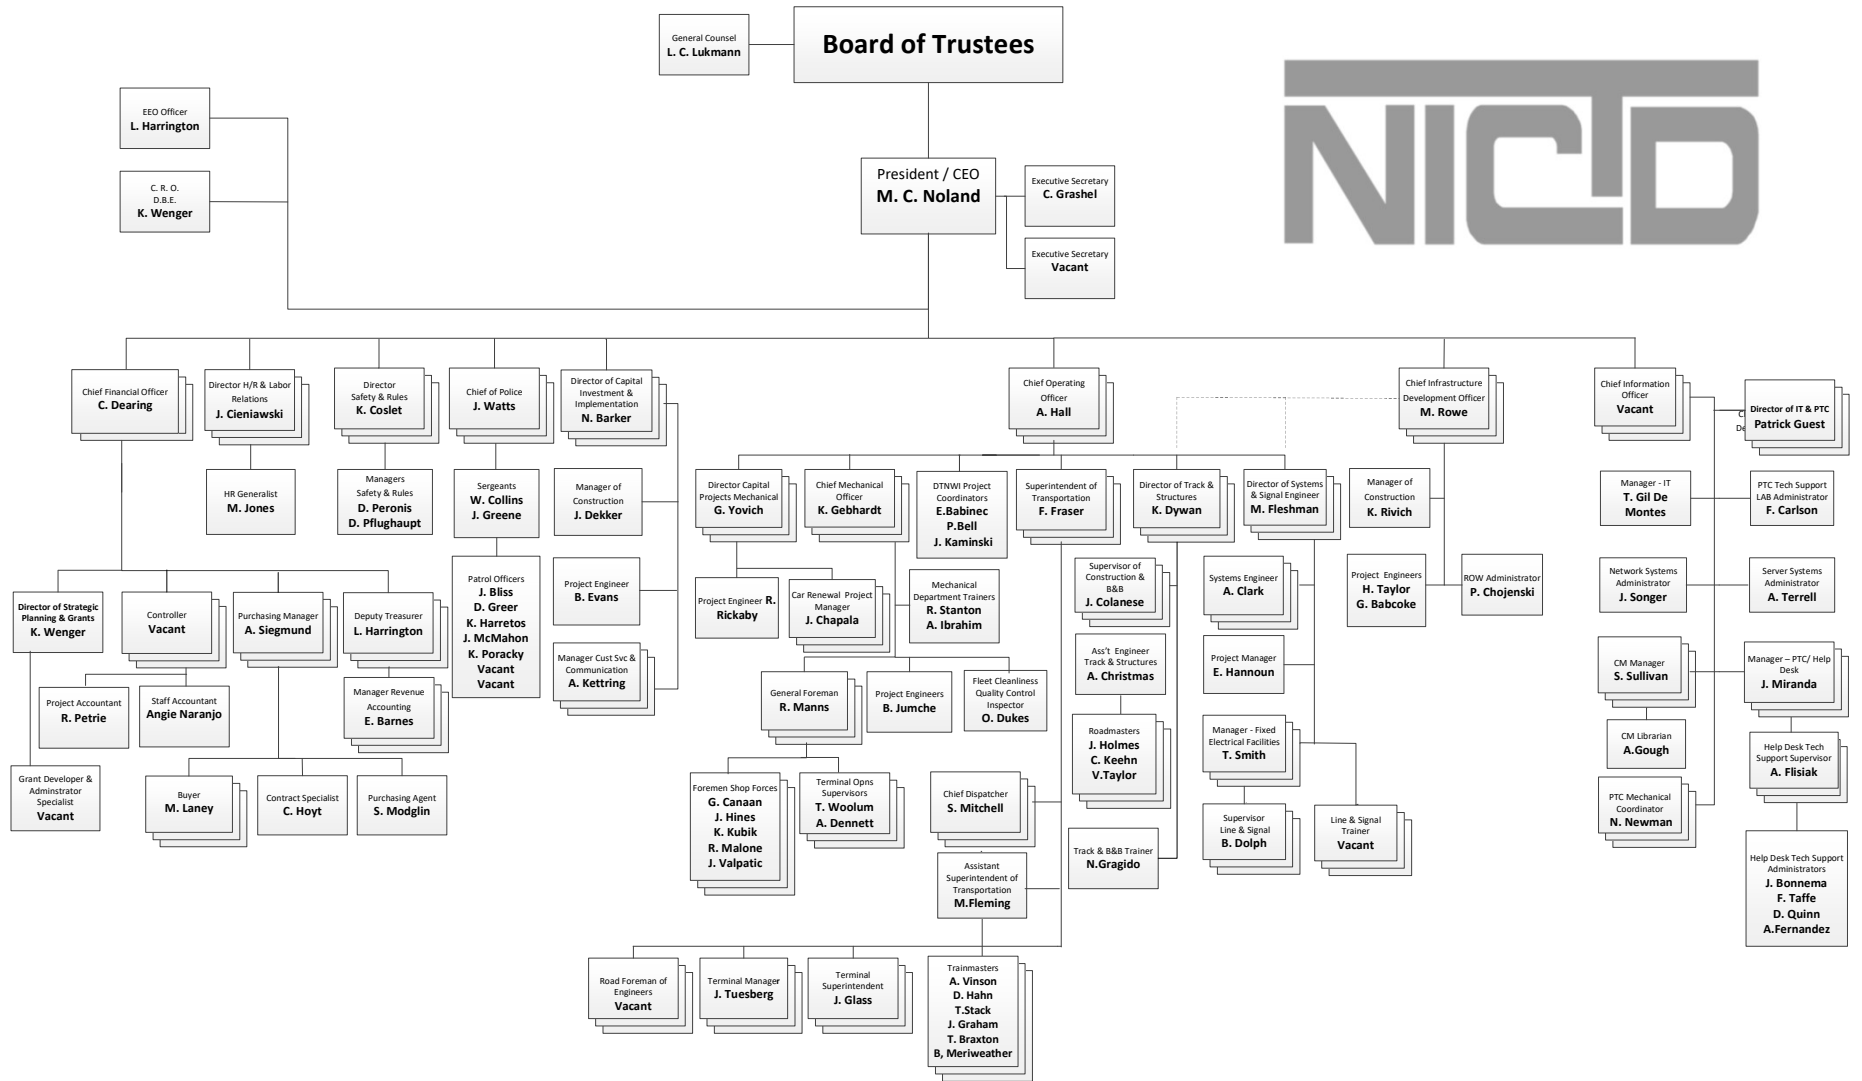 General Counsel
L. C. Lukmann
Board of Trustees
NICTD
EEO Officer
L. Harrington
C. R. O.
D.B.E.
K. Wenger
President / CEO
M. C. Noland
Executive Secretary
C. Grashel
Executive Secretary
Vacant
Chief Financial Officer
C. Dearing
Director H/R & Labor
Relations
J. Cieniawski
Director
Safety & Rules
K. Coslet
Chief of Police
J. Watts
Director of Capital
Investment &
Implementation
N. Barker
Chief Operating
Officer
A. Hall
Chief Infrastructure
Development Officer
M. Rowe
Chief Information
Officer
Vacant
Director of IT & PTC
Patrick Guest
HR Generalist
M. Jones
Managers
Safety & Rules
D. Peronis
D. Pflughaupt
Sergeants
W. Collins
J. Greene
Manager of
Construction
J. Dekker
Director Capital
Projects Mechanical
G. Yovich
Chief Mechanical
Officer
K. Gebhardt
DTNWI Project
Coordinators
E.Babinec
P.Bell
J. Kaminski
Superintendent of
Transportation
F. Fraser
Director of Track &
Structures
K. Dywan
Director of Systems
& Signal Engineer
M. Fleshman
Manager of
Construction
K. Rivich
Manager - IT
T. Gil De
Montes
PTC Tech Support
LAB Administrator
F. Carlson
Director of Strategic
Planning & Grants
K. Wenger
Controller
Vacant
Purchasing Manager
A. Siegmund
Deputy Treasurer
L. Harrington
Patrol Officers
J. Bliss
D. Greer
K. Harretos
J. McMahon
K. Poracky
Vacant
Vacant
Project Engineer
B. Evans
Project Engineer R.
Rickaby
Car Renewal Project
Manager
J. Chapala
Mechanical
Department Trainers
R. Stanton
A. Ibrahim
Supervisor of
Construction &
B&B
J. Colanese
Systems Engineer
A. Clark
Project Engineers
H. Taylor
G. Babcoke
ROW Administrator
P. Chojenski
Network Systems
Administrator
J. Songer
Server Systems
Administrator
A. Terrell
Project Accountant
R. Petrie
Staff Accountant
Angie Naranjo
Manager Revenue
Accounting
E. Barnes
Manager Cust Svc &
Communication
A. Kettring
General Foreman
R. Manns
Project Engineers
B. Jumche
Fleet Cleanliness
Quality Control
Inspector
O. Dukes
Ass't Engineer
Track & Structures
A. Christmas
Project Manager
E. Hannoun
CM Manager
S. Sullivan
Manager – PTC/ Help
Desk
J. Miranda
Grant Developer &
Adminstrator
Specialist
Vacant
Buyer
M. Laney
Contract Specialist
C. Hoyt
Purchasing Agent
S. Modglin
Foremen Shop Forces
G. Canaan
J. Hines
K. Kubik
R. Malone
J. Valpatic
Terminal Opns
Supervisors
T. Woolum
A. Dennett
Chief Dispatcher
S. Mitchell
Roadmasters
J. Holmes
C. Keehn
V.Taylor
Manager - Fixed
Electrical Facilities
T. Smith
CM Librarian
A.Gough
Help Desk Tech
Support Supervisor
A. Flisiak
Assistant
Superintendent of
Transportation
M.Fleming
Track & B&B Trainer
N.Gragido
Supervisor
Line & Signal
B. Dolph
Line & Signal
Trainer
Vacant
PTC Mechanical
Coordinator
N. Newman
Help Desk Tech Support
Administrators
J. Bonnema
F. Taffe
D. Quinn
A.Fernandez
Road Foreman of
Engineers
Vacant
Terminal Manager
J. Tuesberg
Terminal
Superintendent
J. Glass
Trainmasters
A. Vinson
D. Hahn
T.Stack
J. Graham
T. Braxton
B, Meriweather